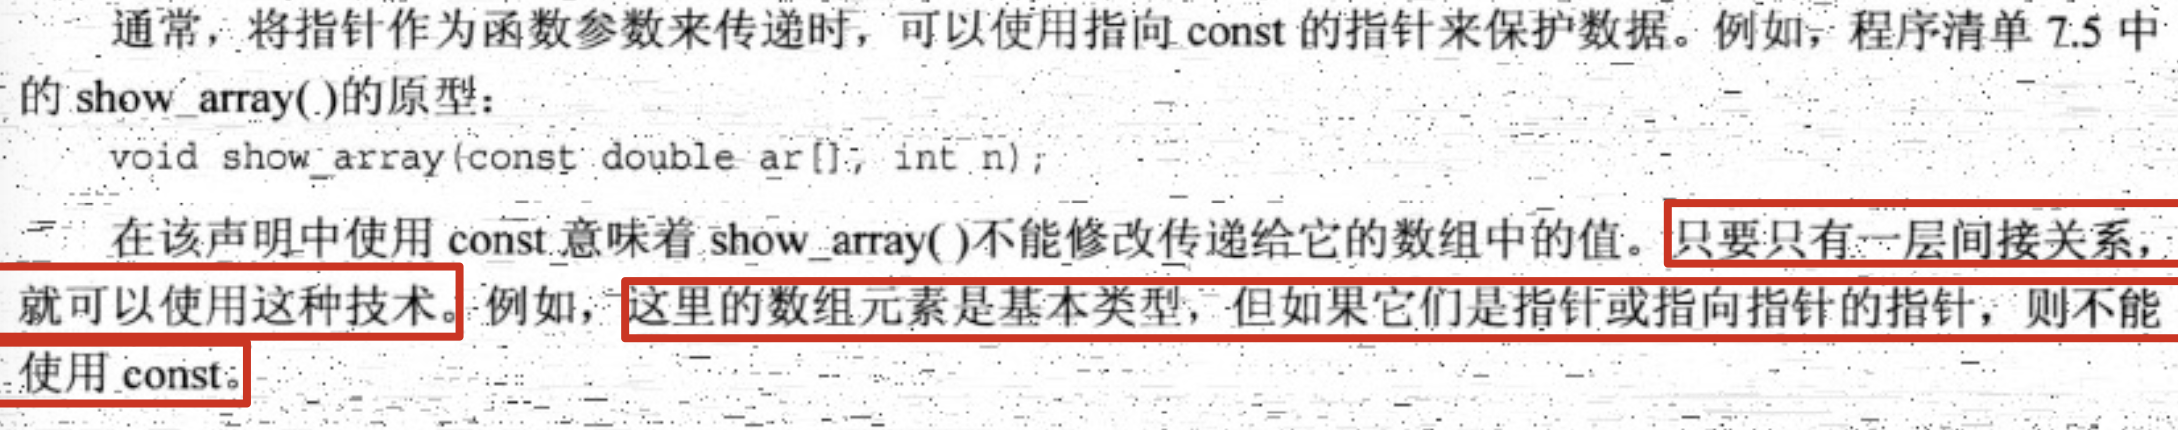 通常，将指针作为函数参数来传递时，可以使用指向 const 的指针来保护数据。例如，程序清单 7.5 中
的 show_array( )的原型：
void show_array(const double ar[], int n);
在该声明中使用 const 意味着 show_array( )不能修改传递给它的数组中的值。只要只有一层间接关系，
就可以使用这种技术。例如，这里的数组元素是基本类型，但如果它们是指针或指向指针的指针，则不能
使用 const。